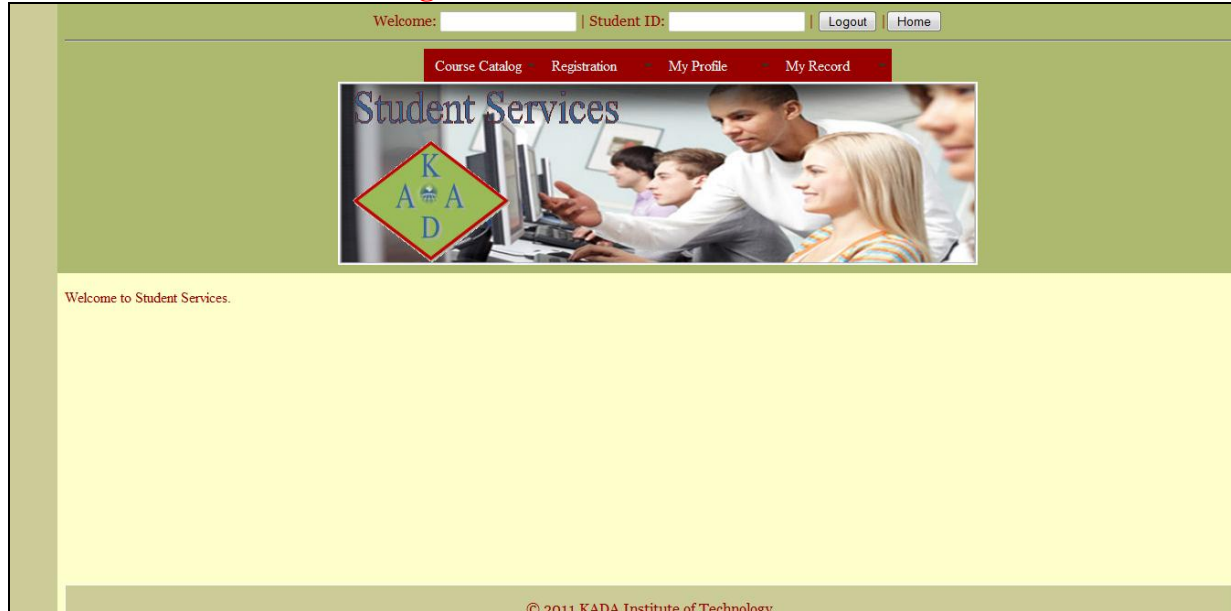 Welcome: | Student ID: | Logout | Home
Course Catalog Registration My Profile My Record
Student Services
K
A A
D
Welcome to Student Services.
© 2011 KADA Institute of Technology